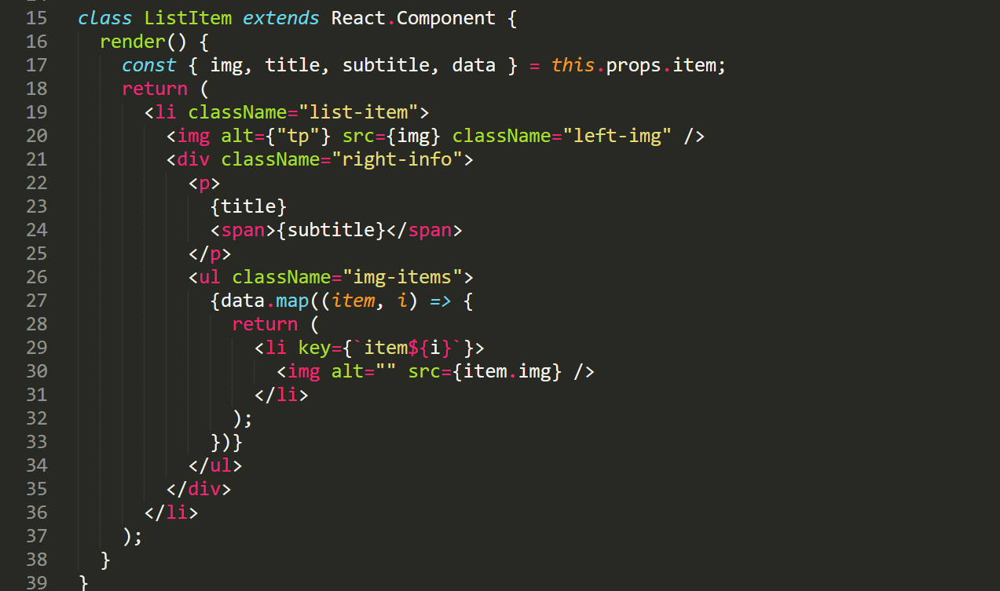 15 class ListItem extends React.Component {
16   render() {
17     const { img, title, subtitle, data } = this.props.item;
18     return (
19       <li className="list-item">
20         <img alt={"tp"} src={img} className="left-img" />
21         <div className="right-info">
22           <p>
23             {title}
24             <span>{subtitle}</span>
25           </p>
26           <ul className="img-items">
27             {data.map((item, i) => {
28               return (
29                 <li key={`item${i}`}>
30                   <img alt="" src={item.img} />
31                 </li>
32               );
33             })}
34           </ul>
35         </div>
36       </li>
37     );
38   }
39 }